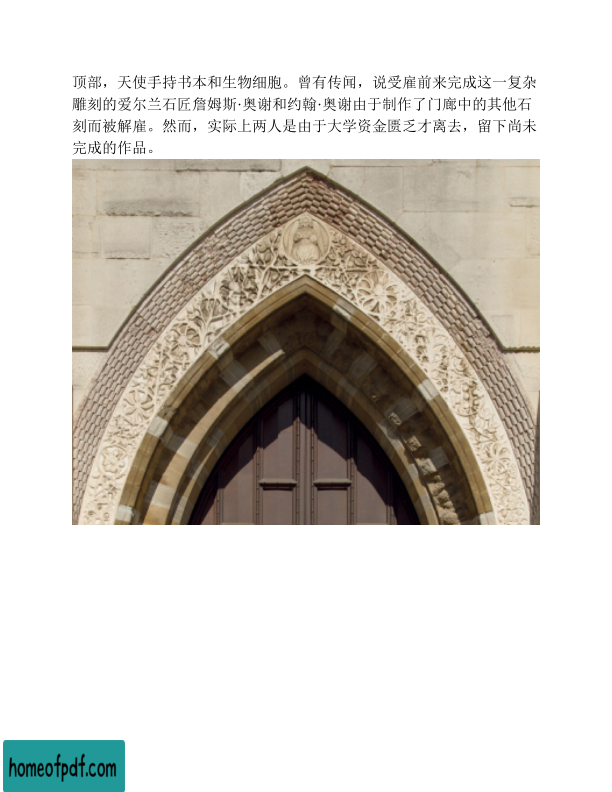 顶部，天使手持书本和生物细胞。曾有传闻，说受雇前来完成这一复杂
雕刻的爱尔兰石匠詹姆斯·奥谢和约翰·奥谢由于制作了门廊中的其他石
刻而被解雇。然而，实际上两人是由于大学资金匮乏才离去，留下尚未
完成的作品。
homeofpdf.com